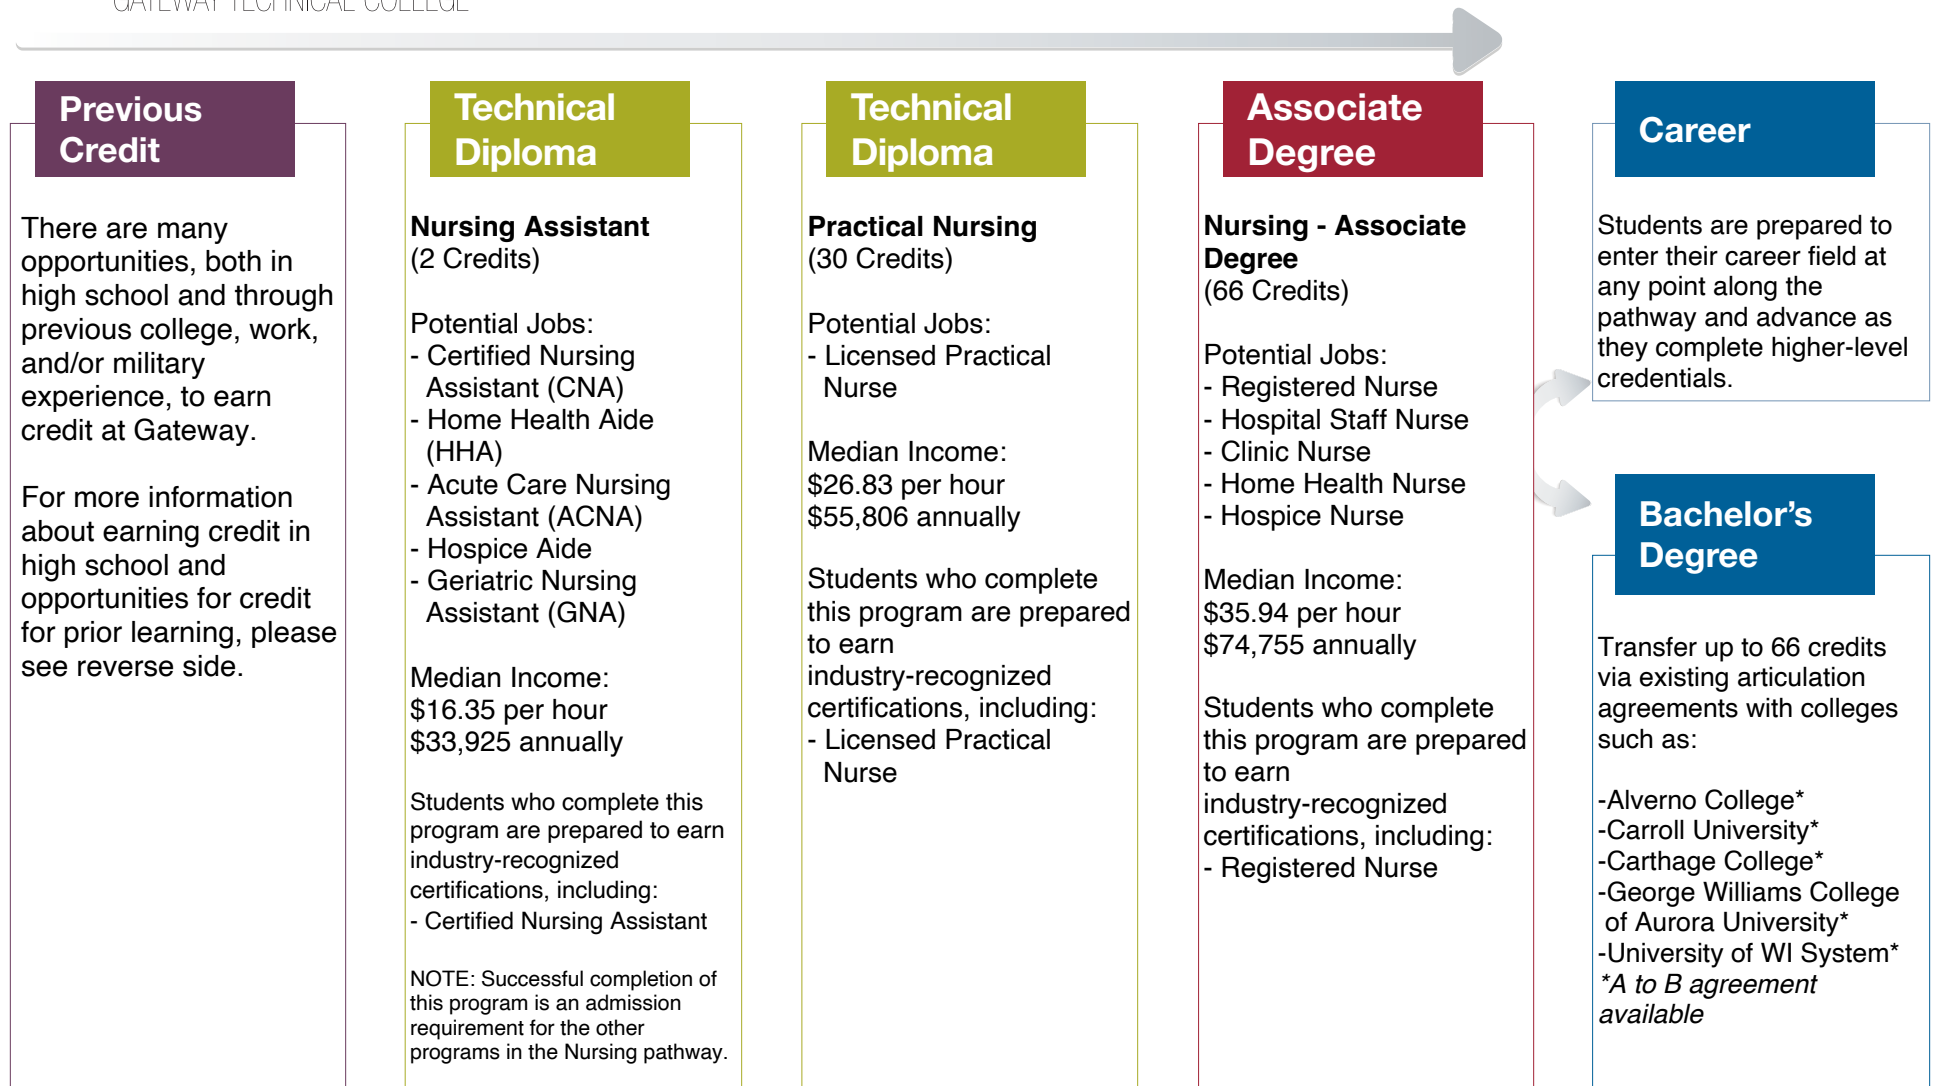 GATEWAY TECHNICAL COLLEGE
Previous
Credit
There are many
opportunities, both in
high school and through
previous college, work,
and/or military
experience, to earn
credit at Gateway.
For more information
about earning credit in
high school and
opportunities for credit
for prior learning, please
see reverse side.
Technical
Diploma
Nursing Assistant
(2 Credits)
Potential Jobs:
- Certified Nursing
Assistant (CNA)
- Home Health Aide
(HHA)
- Acute Care Nursing
Assistant (ACNA)
- Hospice Aide
- Geriatric Nursing
Assistant (GNA)
Median Income:
$16.35 per hour
$33,925 annually
Students who complete this
program are prepared to earn
industry-recognized
certifications, including:
- Certified Nursing Assistant
NOTE: Successful completion of
this program is an admission
requirement for the other
programs in the Nursing pathway.
Technical
Diploma
Practical Nursing
(30 Credits)
Potential Jobs:
- Licensed Practical
Nurse
Median Income:
$26.83 per hour
$55,806 annually
Students who complete
this program are prepared
to earn
industry-recognized
certifications, including:
- Licensed Practical
Nurse
Associate
Degree
Nursing - Associate
Degree
(66 Credits)
Potential Jobs:
- Registered Nurse
- Hospital Staff Nurse
- Clinic Nurse
- Home Health Nurse
- Hospice Nurse
Median Income:
$35.94 per hour
$74,755 annually
Students who complete
this program are prepared
to earn
industry-recognized
certifications, including:
- Registered Nurse
Career
Students are prepared to
enter their career field at
any point along the
pathway and advance as
they complete higher-level
credentials.
Bachelor’s
Degree
Transfer up to 66 credits
via existing articulation
agreements with colleges
such as:
-Alverno College*
-Carroll University*
-Carthage College*
-George Williams College
of Aurora University*
-University of WI System*
*A to B agreement
available